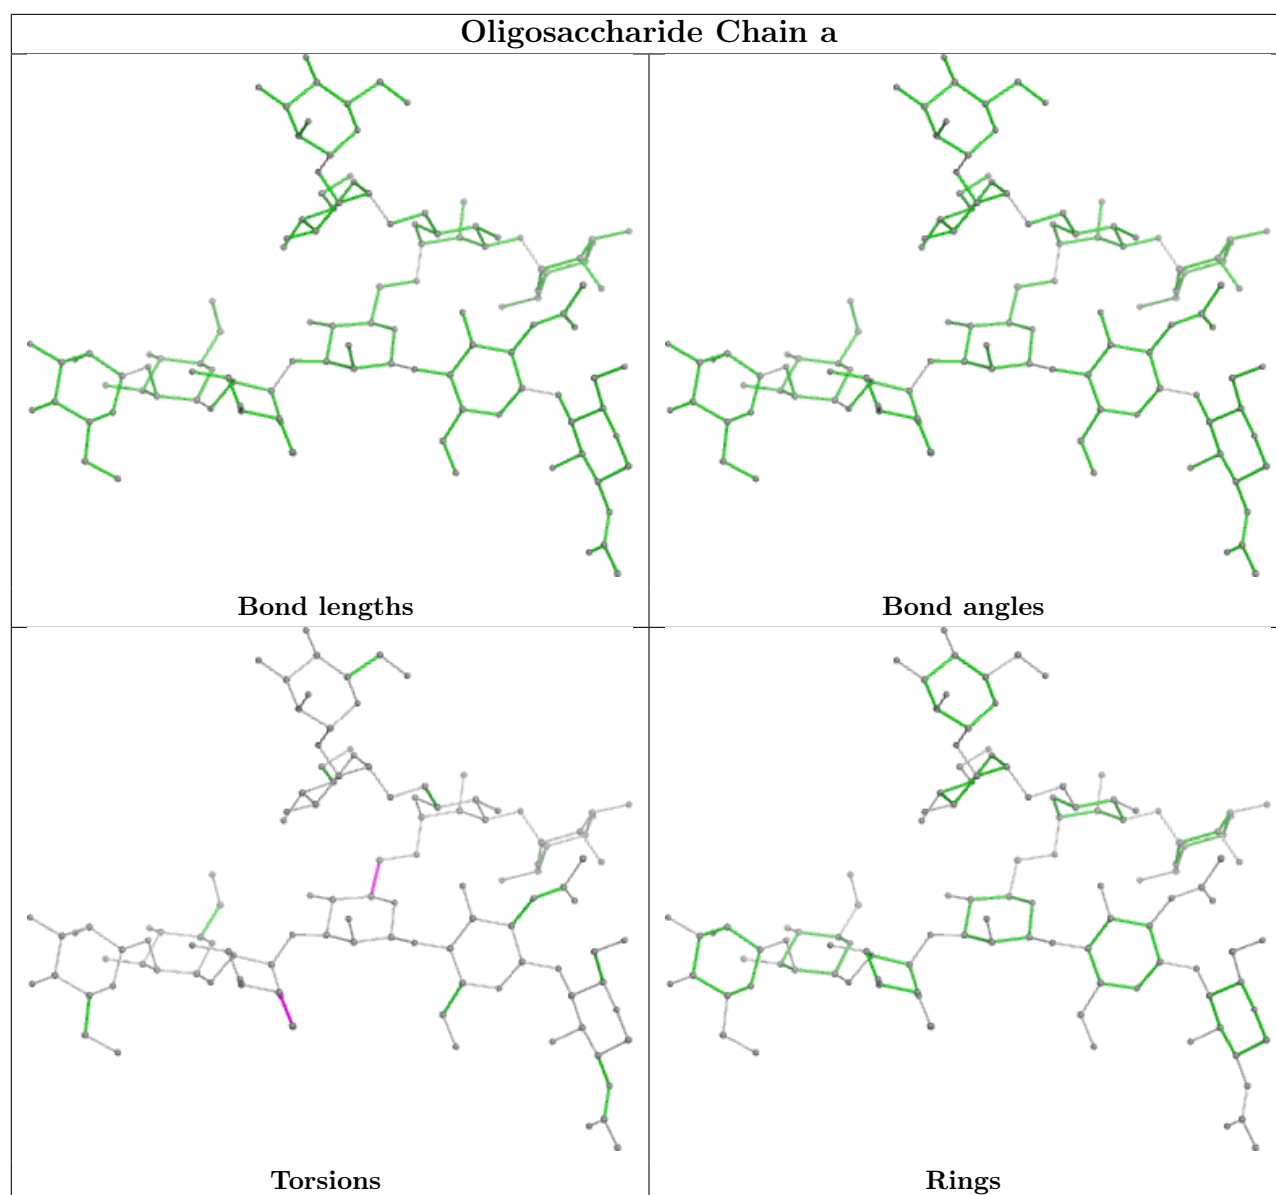 Oligosaccharide Chain a
Bond lengths
Bond angles
Torsions
Rings